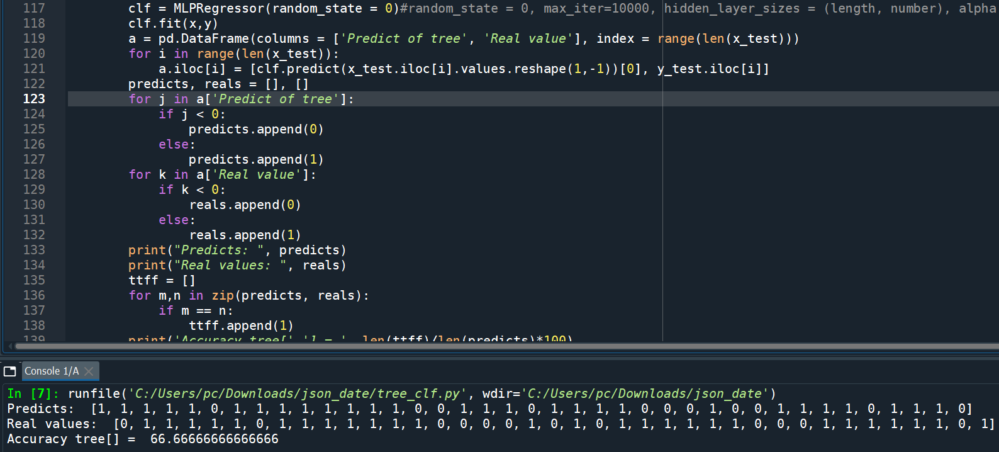 117 clf = MLPRegressor(random_state = 0)#random_state = 0, max_iter=10000, hidden_layer_sizes = (length, number), alpha
118 clf.fit(x,y)
119 a = pd.DataFrame(columns = ['Predict of tree', 'Real value'], index = range(len(x_test)))
120 for i in range(len(x_test)):
121 a.iloc[i] = [clf.predict(x_test.iloc[i].values.reshape(1,-1))[0], y_test.iloc[i]]
122 predicts, reals = [], []
123 for j in a['Predict of tree']:
124 if j < 0:
125 predicts.append(0)
126 else:
127 predicts.append(1)
128 for k in a['Real value']:
129 if k < 0:
130 reals.append(0)
131 else:
132 reals.append(1)
133 print("Predicts: ", predicts)
134 print("Real values: ", reals)
135 ttff = []
136 for m,n in zip(predicts, reals):
137 if m == n:
138 ttff.append(1)
139 print('Accuracy tree[' '] = ', len(ttff)/len(predicts)*100)
Console 1/A
In [7]: runfile('C:/Users/pc/Downloads/json_date/tree_clf.py', wdir='C:/Users/pc/Downloads/json_date')
Predicts:  [1, 1, 1, 1, 1, 0, 1, 1, 1, 1, 1, 1, 1, 1, 0, 0, 1, 1, 1, 0, 1, 1, 1, 1, 0, 0, 0, 1, 0, 0, 1, 1, 1, 1, 0, 1, 1, 1, 0]
Real values:  [0, 1, 1, 1, 1, 1, 0, 1, 1, 1, 1, 1, 1, 1, 0, 0, 0, 0, 1, 0, 1, 0, 1, 1, 1, 1, 1, 1, 0, 0, 0, 1, 1, 1, 1, 1, 1, 0, 1]
Accuracy tree[] =  66.66666666666666